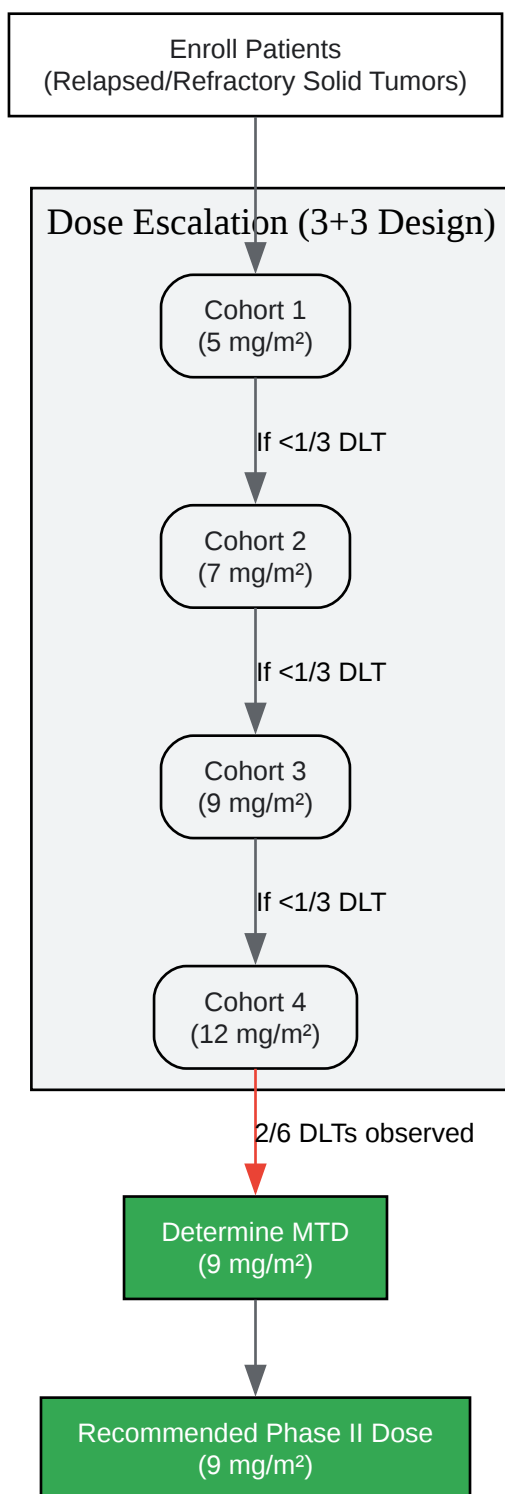 Enroll Patients
(Relapsed/Refractory Solid Tumors)
Dose Escalation (3+3 Design)
Cohort 1
(5 mg/m²)
If <1/3 DLT
Cohort 2
(7 mg/m²)
If <1/3 DLT
Cohort 3
(9 mg/m²)
If <1/3 DLT
Cohort 4
(12 mg/m²)
2/6 DLTs observed
Determine MTD
(9 mg/m²)
Recommended Phase II Dose
(9 mg/m²)